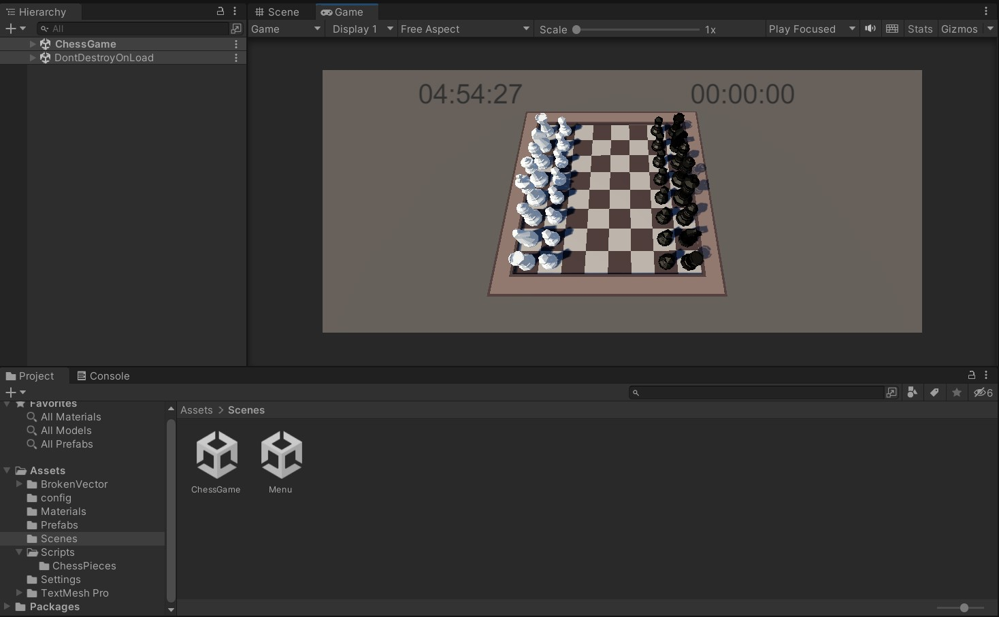 Hierarchy
All
ChessGame
DontDestroyOnLoad
Scene Game
Game Display 1 Free Aspect Scale 1x Play Focused Stats Gizmos
04:54:27 00:00:00
Project Console
6
Favorites
All Materials
All Models
All Prefabs
Assets
BrokenVector
config
Materials
Prefabs
Scenes
Scripts
ChessPieces
Settings
TextMesh Pro
Packages
Assets > Scenes
ChessGame Menu